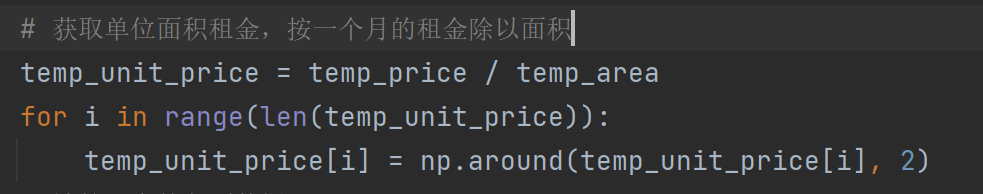 # 获取单位面积租金，按一个月的租金除以面积
temp_unit_price = temp_price / temp_area
for i in range(len(temp_unit_price)):
    temp_unit_price[i] = np.around(temp_unit_price[i], 2)